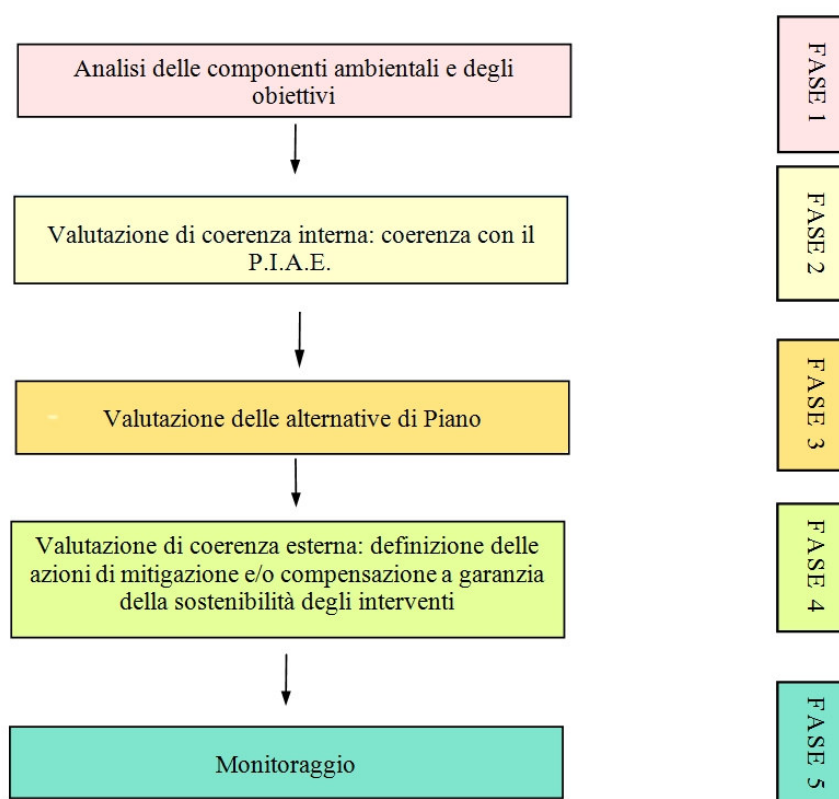 Analisi delle componenti ambientali e degli
obiettivi
FASE 1
Valutazione di coerenza interna: coerenza con il
P.I.A.E.
FASE 2
Valutazione delle alternative di Piano
FASE 3
Valutazione di coerenza esterna: definizione delle
azioni di mitigazione e/o compensazione a garanzia
della sostenibilità degli interventi
FASE 4
Monitoraggio
FASE 5